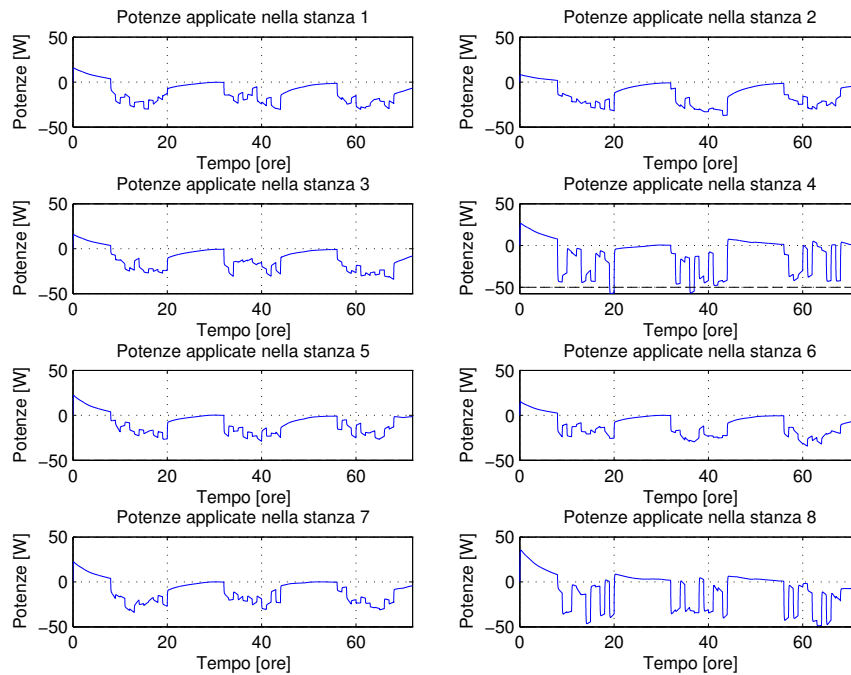 Potenze applicate nella stanza 1
Potenze [W]
50
0
−50
0 20 40 60
Tempo [ore]
Potenze applicate nella stanza 2
Potenze [W]
50
0
−50
0 20 40 60
Tempo [ore]
Potenze applicate nella stanza 3
Potenze [W]
50
0
−50
0 20 40 60
Tempo [ore]
Potenze applicate nella stanza 4
Potenze [W]
50
0
−50
0 20 40 60
Tempo [ore]
Potenze applicate nella stanza 5
Potenze [W]
50
0
−50
0 20 40 60
Tempo [ore]
Potenze applicate nella stanza 6
Potenze [W]
50
0
−50
0 20 40 60
Tempo [ore]
Potenze applicate nella stanza 7
Potenze [W]
50
0
−50
0 20 40 60
Tempo [ore]
Potenze applicate nella stanza 8
Potenze [W]
50
0
−50
0 20 40 60
Tempo [ore]